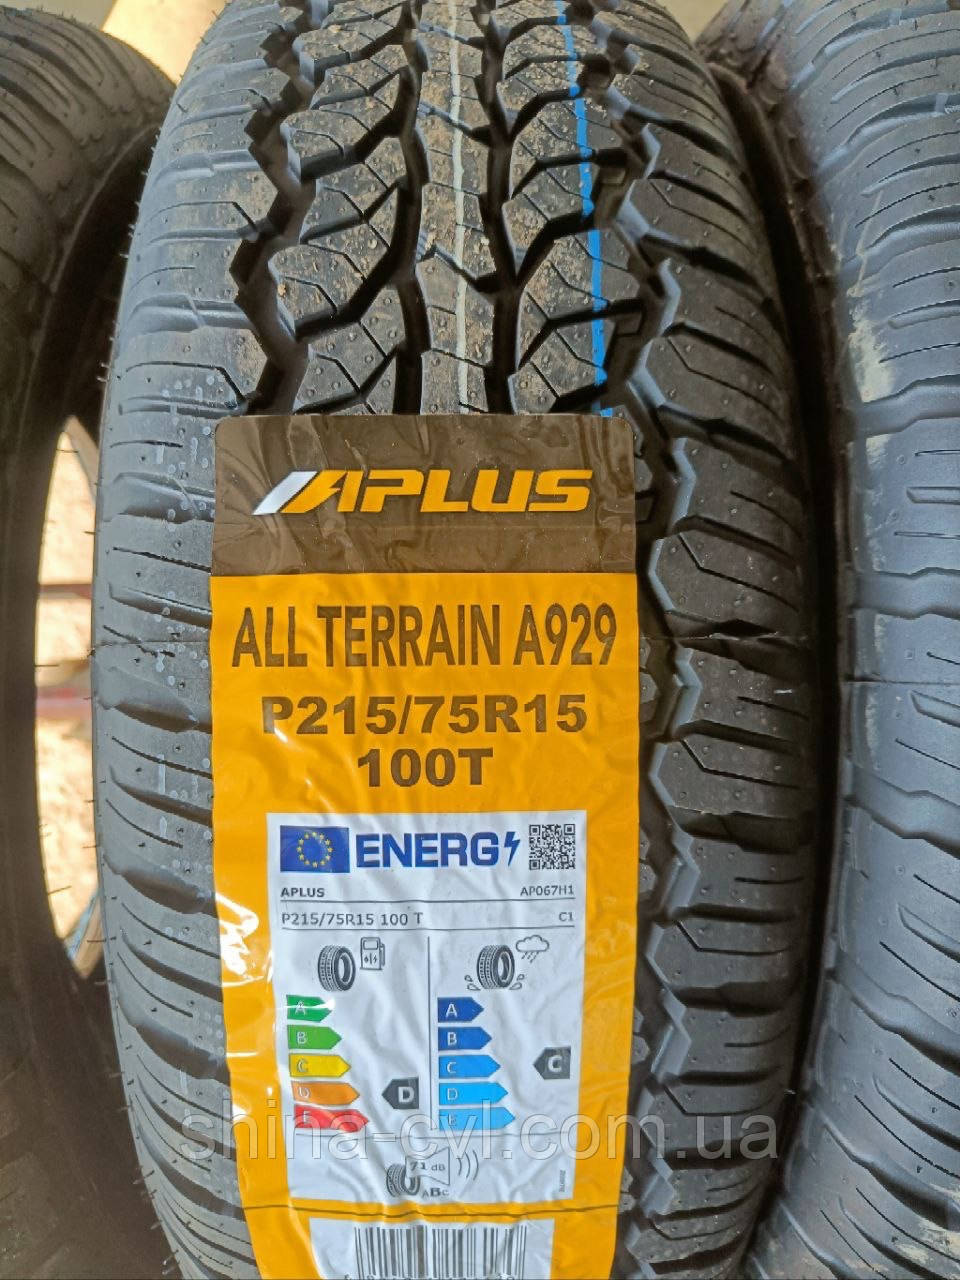 APLUS
ALL TERRAIN A929
P215/75R15
100T
ENERG
APLUS AP067H1
P215/75R15 100 T C1
A A
B B
C C C
D D D
E E
shina-cvl.com.ua
71 dB
ABC